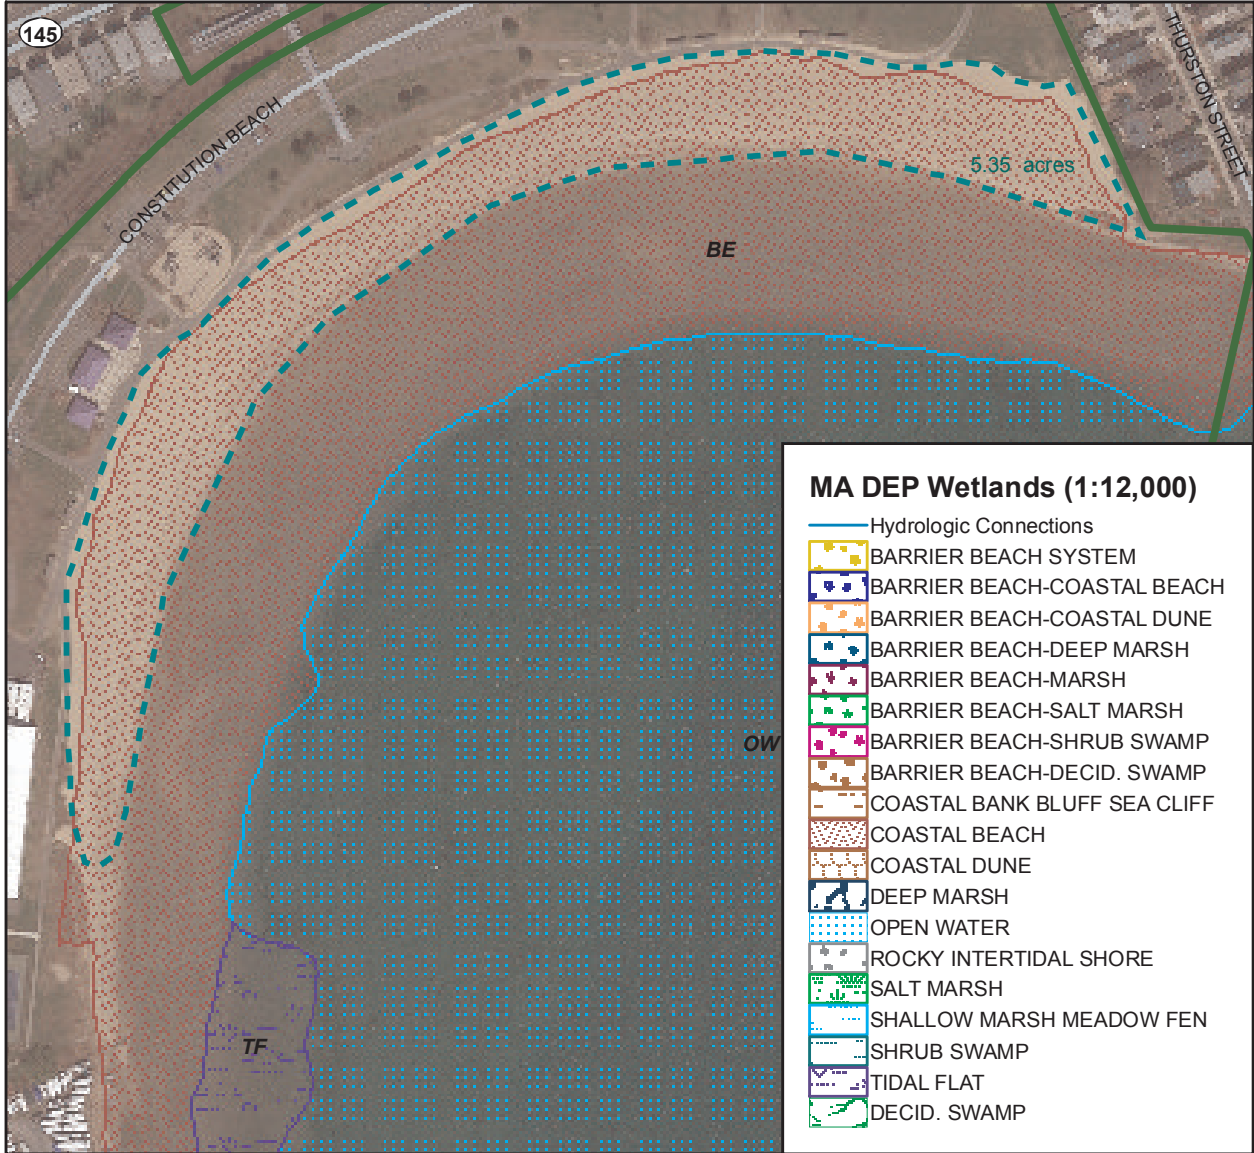 145
CONSTITUTION BEACH
THURSTON STREET
5.35 acres
BE
OW
TF
MA DEP Wetlands (1:12,000)
Hydrologic Connections
BARRIER BEACH SYSTEM
BARRIER BEACH-COASTAL BEACH
BARRIER BEACH-COASTAL DUNE
BARRIER BEACH-DEEP MARSH
BARRIER BEACH-MARSH
BARRIER BEACH-SALT MARSH
BARRIER BEACH-SHRUB SWAMP
BARRIER BEACH-DECID. SWAMP
COASTAL BANK BLUFF SEA CLIFF
COASTAL BEACH
COASTAL DUNE
DEEP MARSH
OPEN WATER
ROCKY INTERTIDAL SHORE
SALT MARSH
SHALLOW MARSH MEADOW FEN
SHRUB SWAMP
TIDAL FLAT
DECID. SWAMP